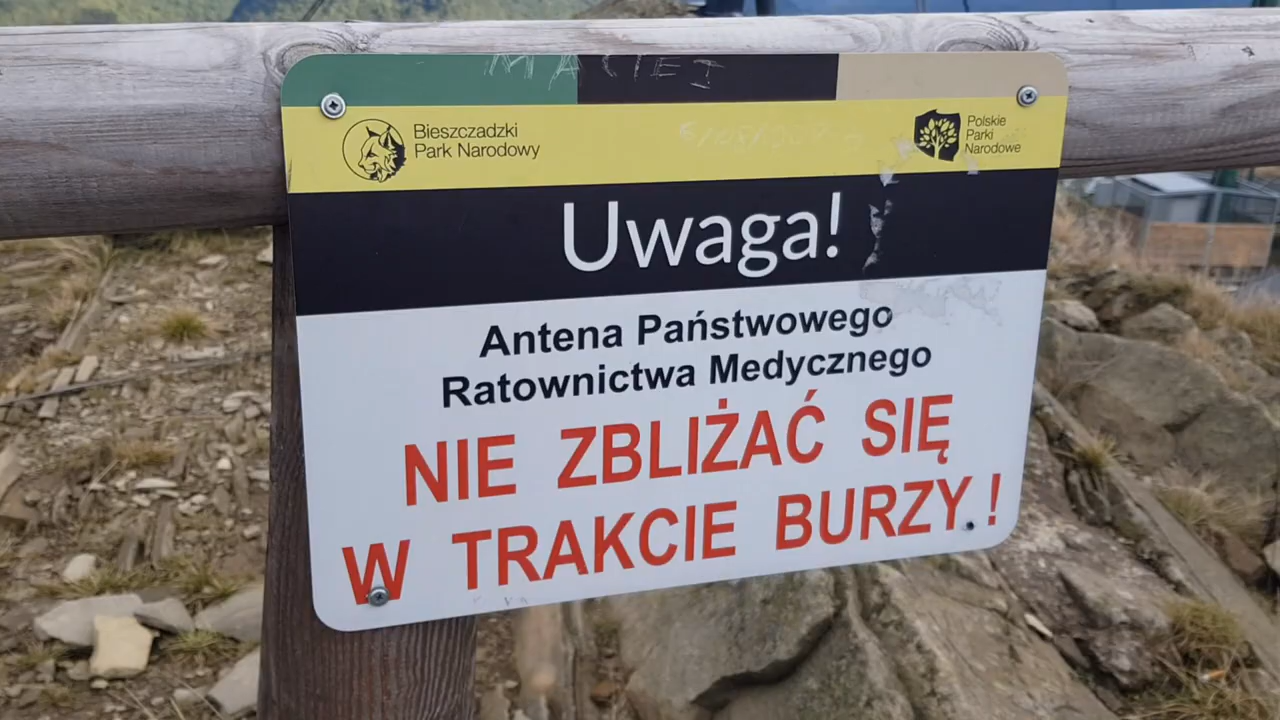 MACIEJ
Bieszczadzki
Park Narodowy
Polskie
Parki
Narodowe
Uwaga!
Antena Państwowego
Ratownictwa Medycznego
NIE ZBLIŻAĆ SIĘ
W TRAKCIE BURZY!